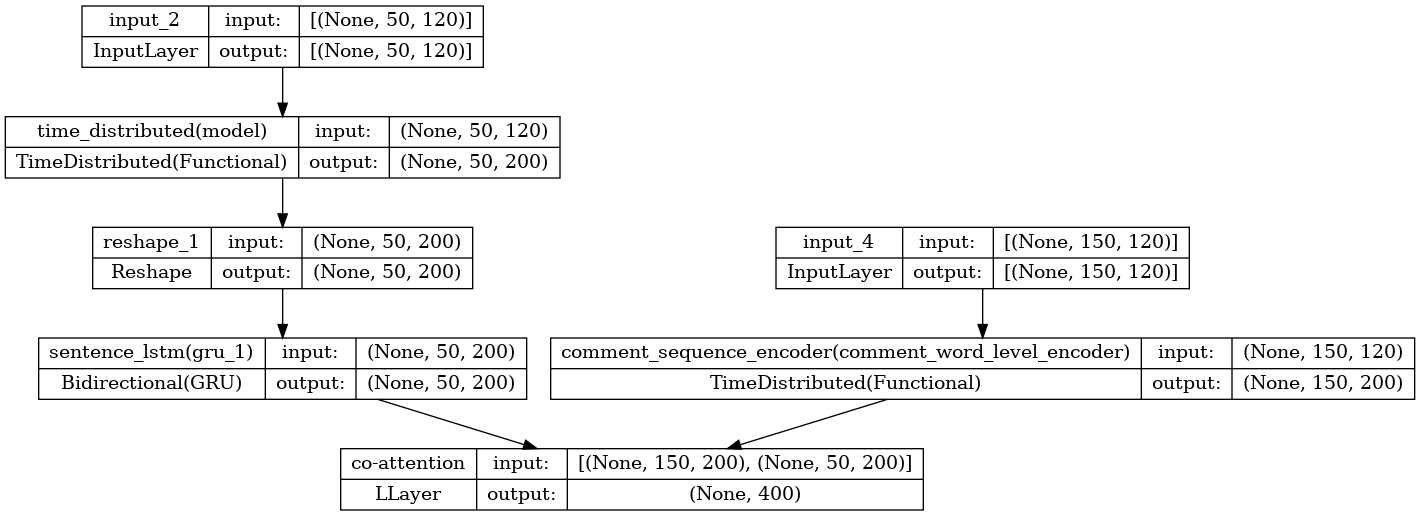 input_2 input: [(None, 50, 120)]
InputLayer output: [(None, 50, 120)]
time_distributed(model) input: (None, 50, 120)
TimeDistributed(Functional) output: (None, 50, 200)
reshape_1 input: (None, 50, 200)
Reshape output: (None, 50, 200)
input_4 input: [(None, 150, 120)]
InputLayer output: [(None, 150, 120)]
sentence_lstm(gru_1) input: (None, 50, 200)
Bidirectional(GRU) output: (None, 50, 200)
comment_sequence_encoder(comment_word_level_encoder) input: (None, 150, 120)
TimeDistributed(Functional) output: (None, 150, 200)
co-attention input: [(None, 150, 200), (None, 50, 200)]
LLayer output: (None, 400)